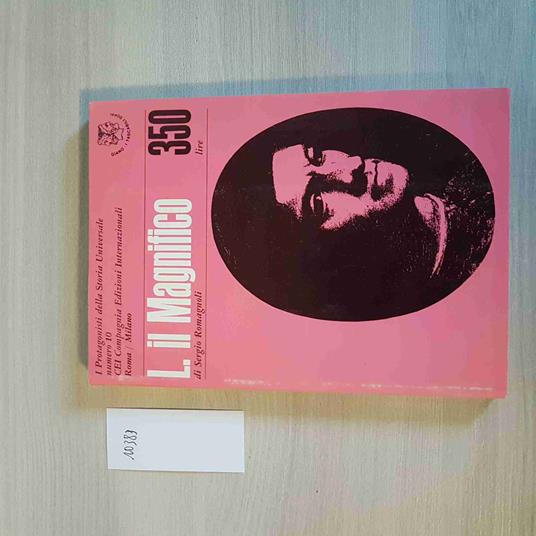 I Protagonisti della Storia Universale
numero 10
CEI Compagnia Edizioni Internazionali
Roma / Milano
L. il Magnifico
di Sergio Romagnoli
350
lire
10387